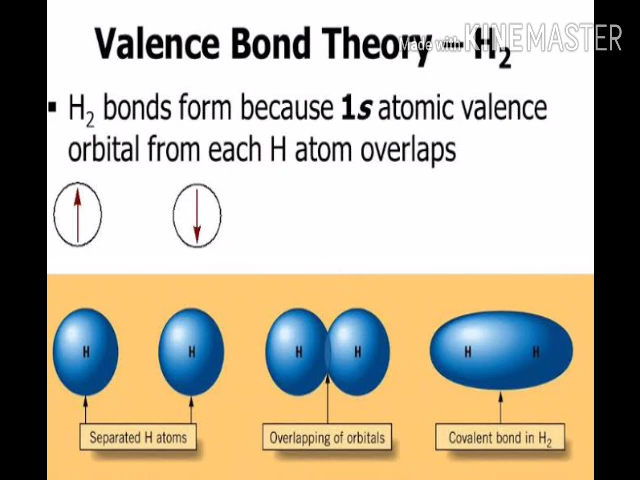 Valence Bond Theory – H₂
Made with KINEMASTER
▪ H₂ bonds form because 1s atomic valence
orbital from each H atom overlaps
H H H H H H
Separated H atoms
Overlapping of orbitals
Covalent bond in H₂